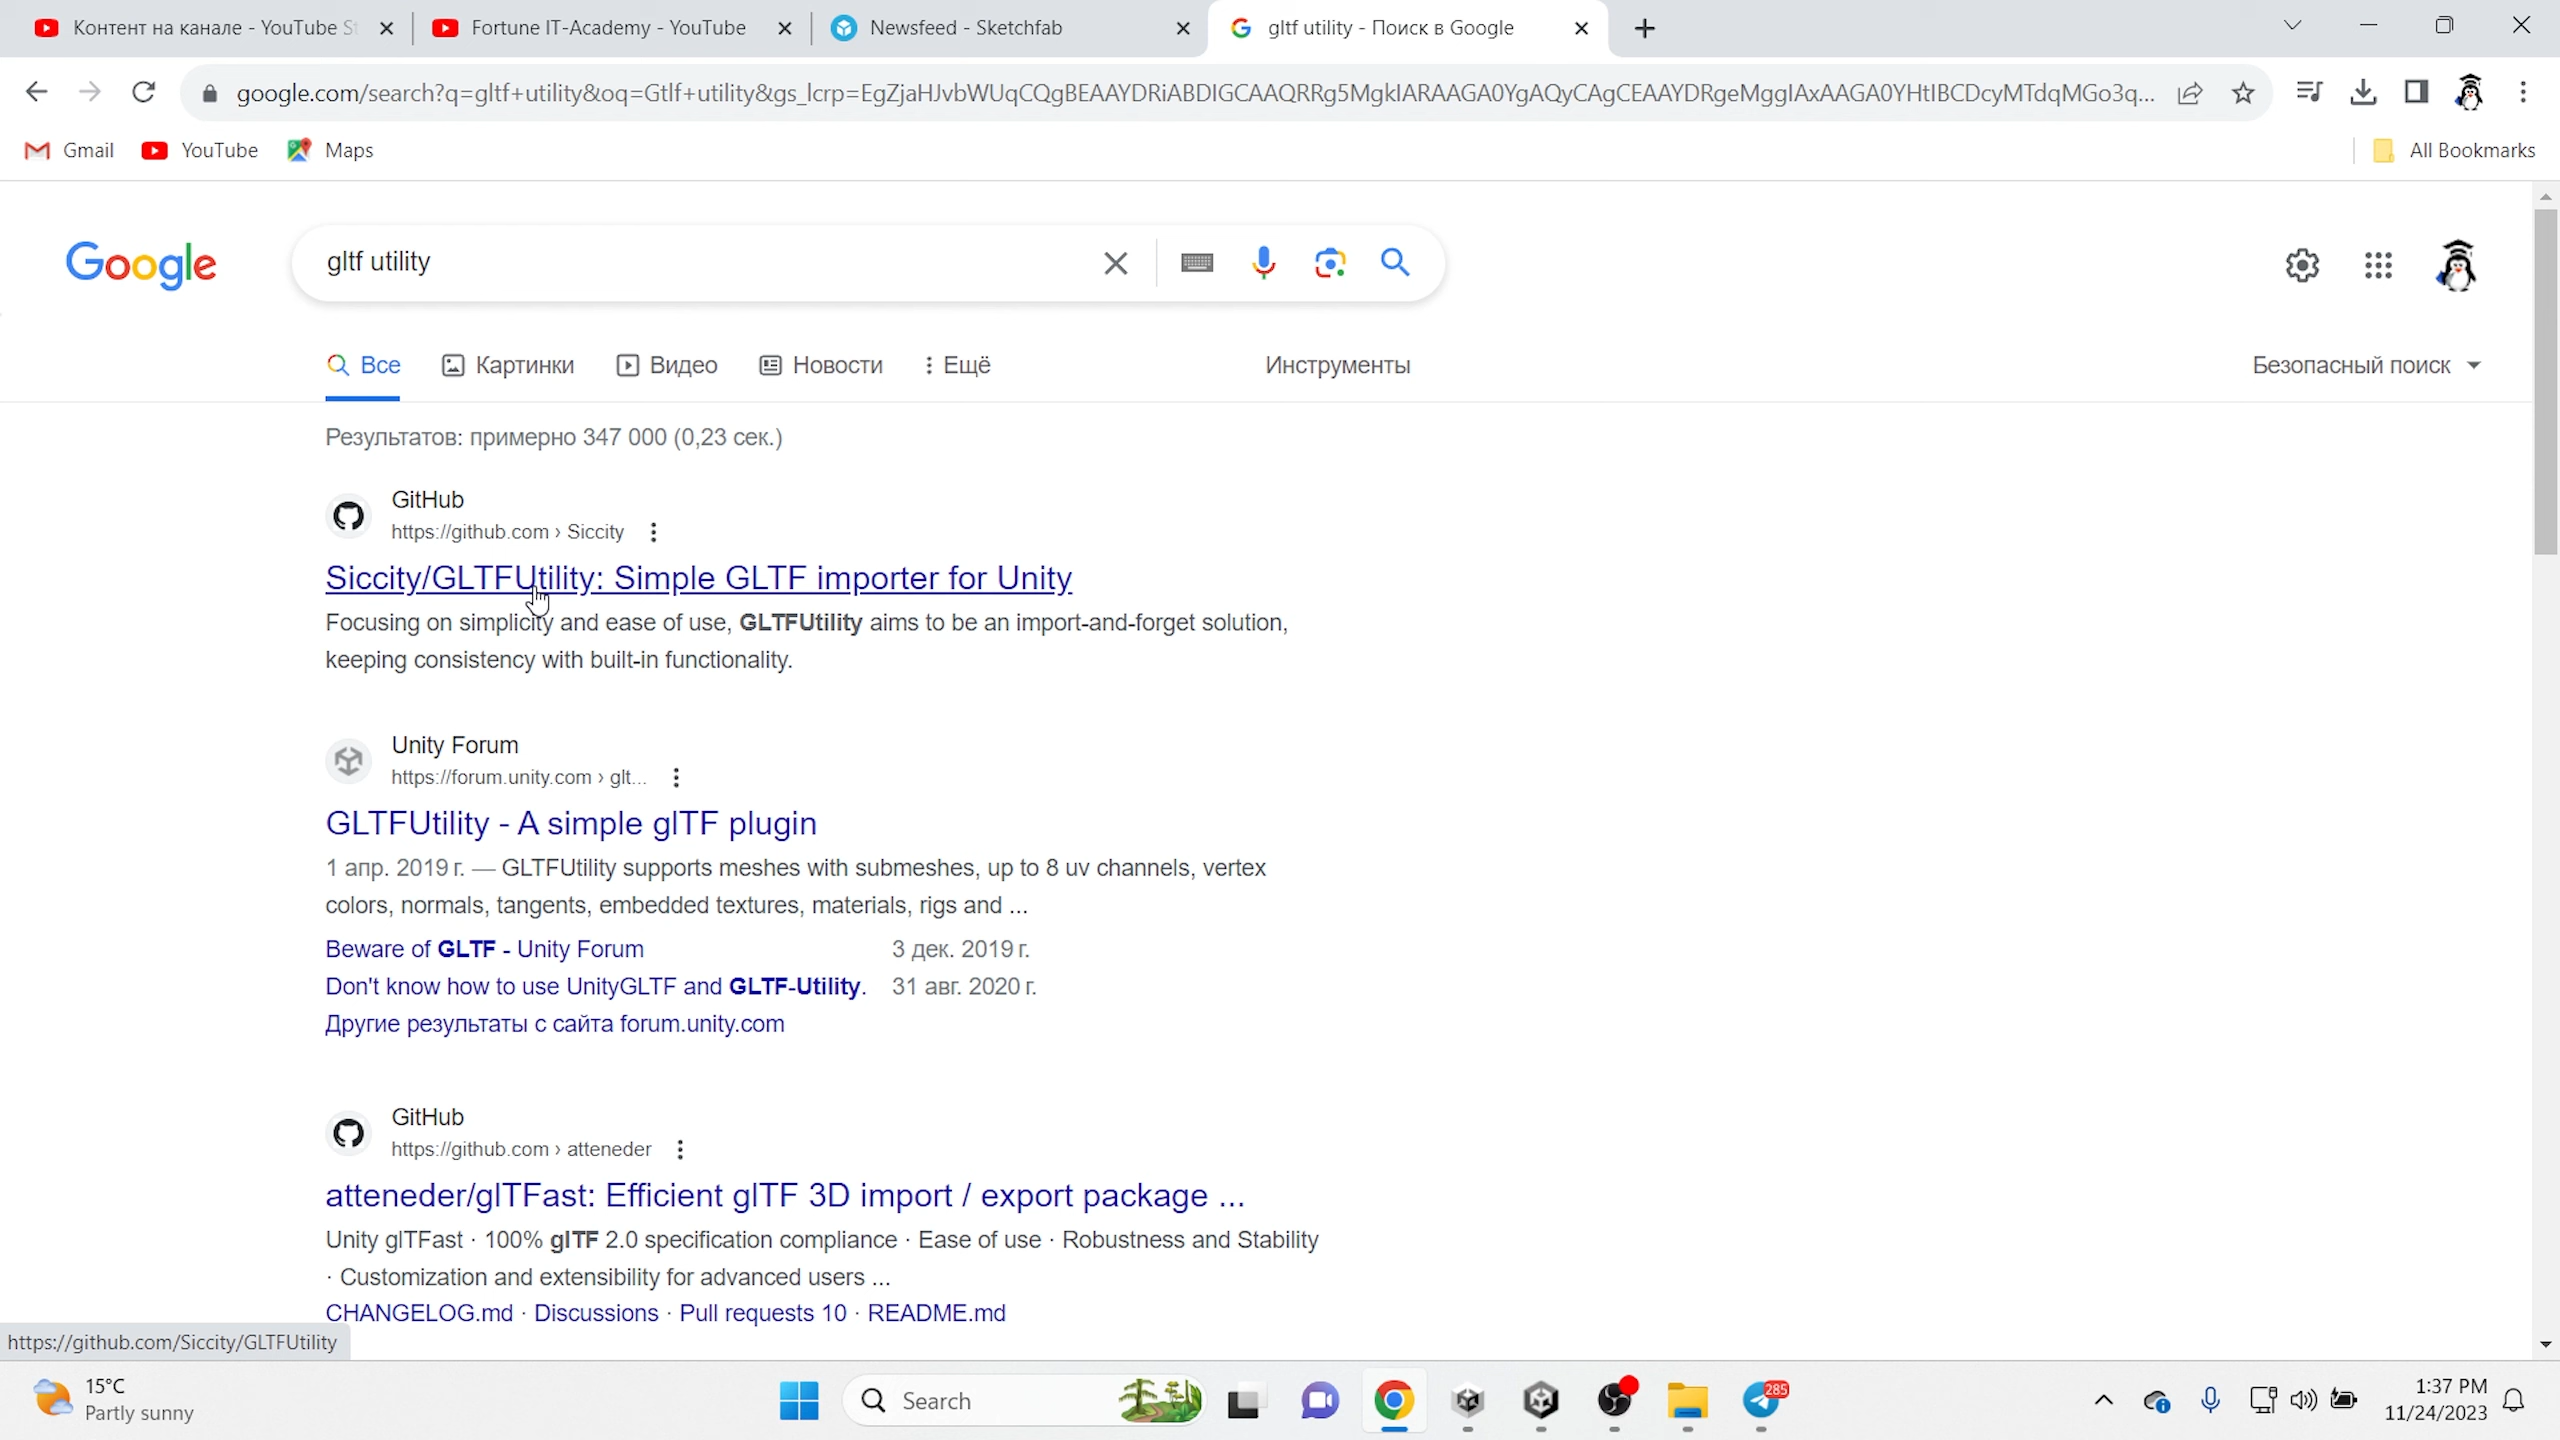 Контент на канале - YouTube St
Fortune IT-Academy - YouTube
Newsfeed - Sketchfab
gltf utility - Поиск в Google
google.com/search?q=gltf+utility&oq=Gtlf+utility&gs_lcrp=EgZjaHJvbWUqCQgBEAAYDRiABDIGCAAQRRg5MgkIARAAGA0YgAQyCAgCEAAYDRgeMggIAxAAGA0YHtIBCDcyMTdqMGo3q...
Gmail
YouTube
Maps
All Bookmarks
Google
gltf utility
Все
Картинки
Видео
Новости
Ещё
Инструменты
Безопасный поиск
Результатов: примерно 347 000 (0,23 сек.)
GitHub
https://github.com › Siccity
Siccity/GLTFUtility: Simple GLTF importer for Unity
Focusing on simplicity and ease of use, GLTFUtility aims to be an import-and-forget solution,
keeping consistency with built-in functionality.
Unity Forum
https://forum.unity.com › glt...
GLTFUtility - A simple glTF plugin
1 апр. 2019 г. — GLTFUtility supports meshes with submeshes, up to 8 uv channels, vertex
colors, normals, tangents, embedded textures, materials, rigs and ...
Beware of GLTF - Unity Forum 3 дек. 2019 г.
Don't know how to use UnityGLTF and GLTF-Utility. 31 авг. 2020 г.
Другие результаты с сайта forum.unity.com
GitHub
https://github.com › atteneder
atteneder/glTFast: Efficient glTF 3D import / export package ...
Unity glTFast · 100% glTF 2.0 specification compliance · Ease of use · Robustness and Stability
· Customization and extensibility for advanced users ...
CHANGELOG.md · Discussions · Pull requests 10 · README.md
https://github.com/Siccity/GLTFUtility
15°C
Partly sunny
Search
285
1:37 PM
11/24/2023